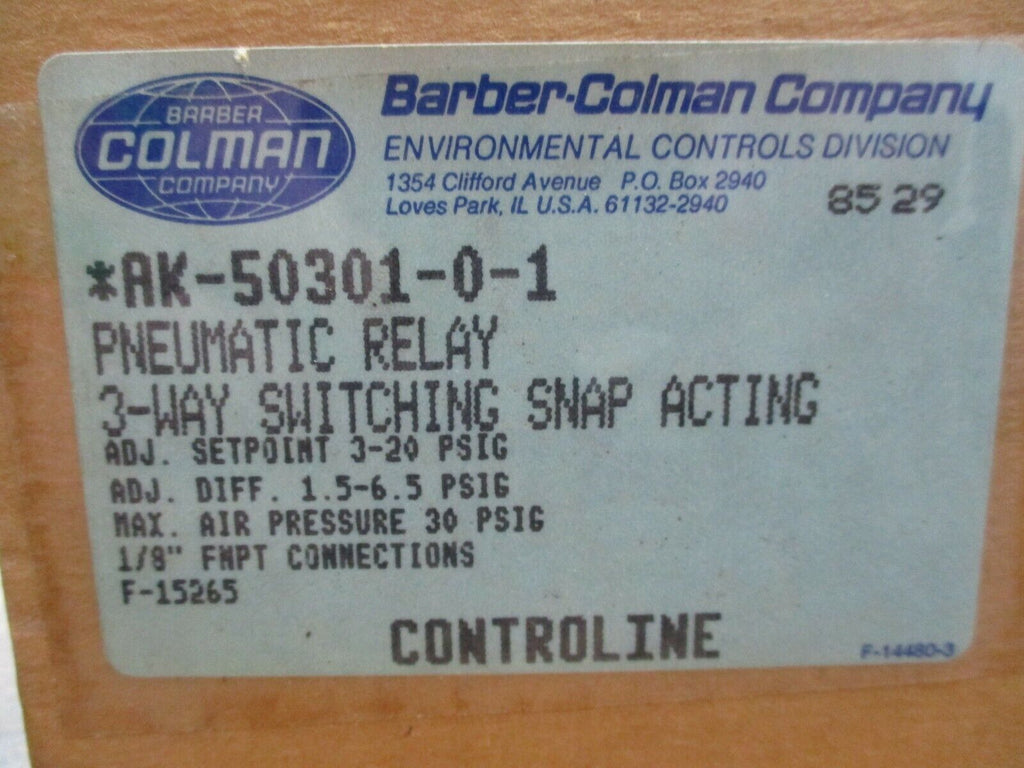 BARBER
COLMAN
COMPANY
Barber-Colman Company
ENVIRONMENTAL CONTROLS DIVISION
1354 Clifford Avenue P.O. Box 2940
Loves Park, IL U.S.A. 61132-2940
85 29
*AK-50301-0-1
PNEUMATIC RELAY
3-WAY SWITCHING SNAP ACTING
ADJ. SETPOINT 3-20 PSIG
ADJ. DIFF. 1.5-6.5 PSIG
MAX. AIR PRESSURE 30 PSIG
1/8" FNPT CONNECTIONS
F-15265
CONTROLINE
F-14480-3